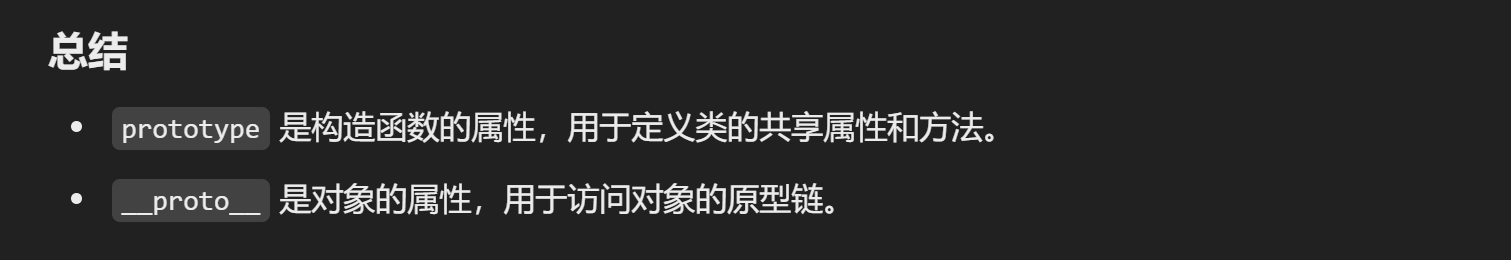 总结
• prototype 是构造函数的属性，用于定义类的共享属性和方法。
• __proto__ 是对象的属性，用于访问对象的原型链。